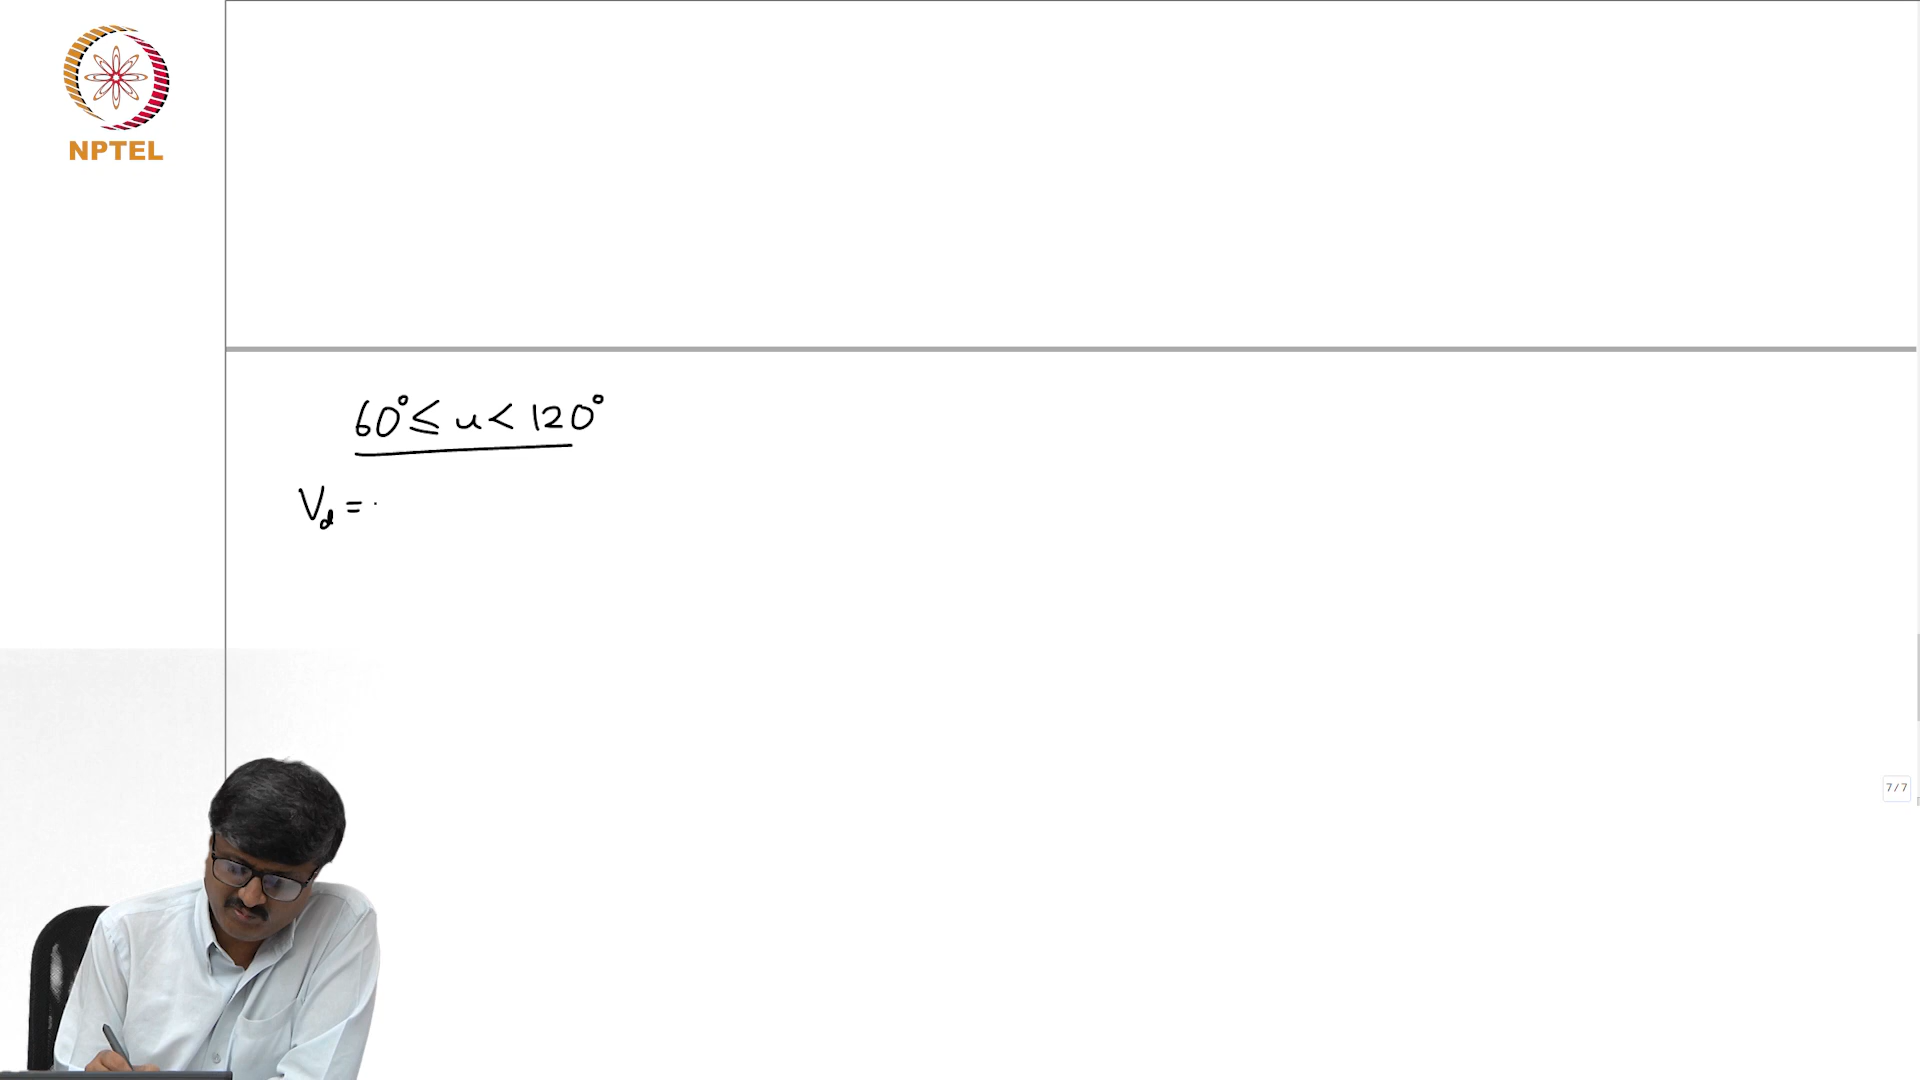 NPTEL
60° ≤ u < 120°
V_d = ·
7/7